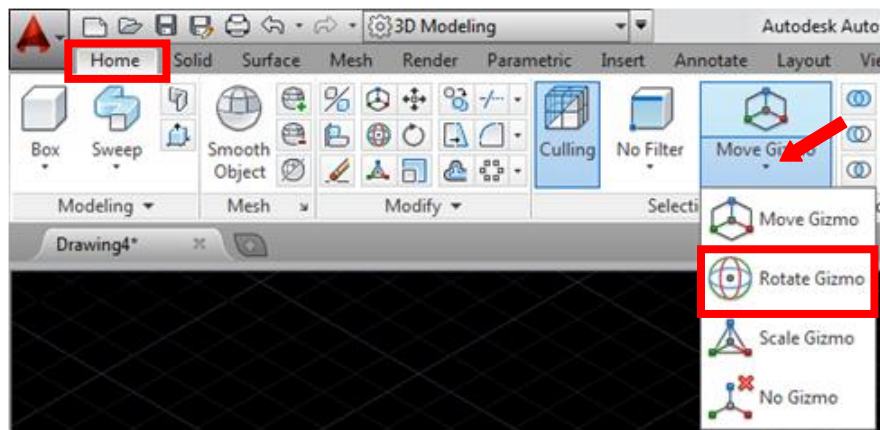 3D Modeling
Autodesk Auto
Home Solid Surface Mesh Render Parametric Insert Annotate Layout
Box
Sweep
Smooth
Object
Culling
No Filter
Move
Modeling
Mesh
Modify
Drawing4*
Move Gizmo
Rotate Gizmo
Scale Gizmo
No Gizmo